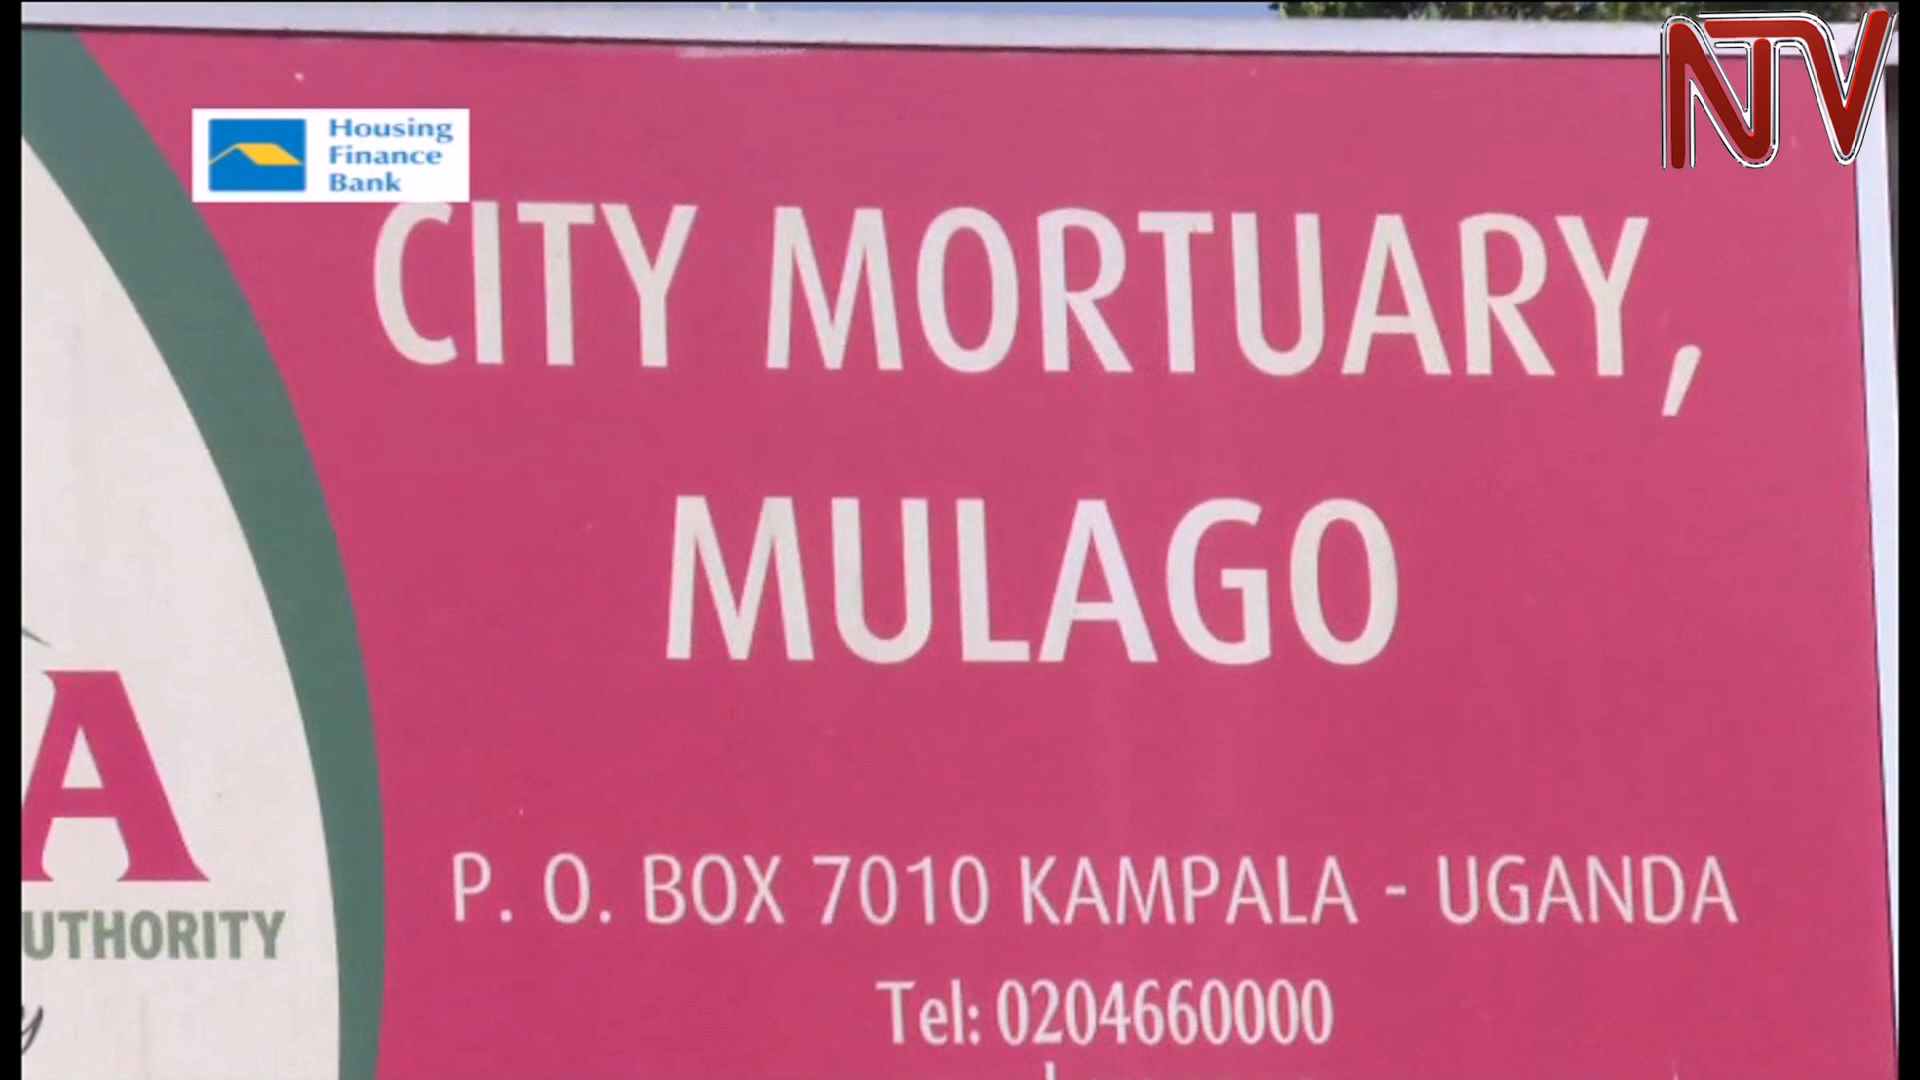 NTV
Housing
Finance
Bank
CITY MORTUARY,
MULAGO
A
UTHORITY
y
P. O. BOX 7010 KAMPALA - UGANDA
Tel: 0204660000